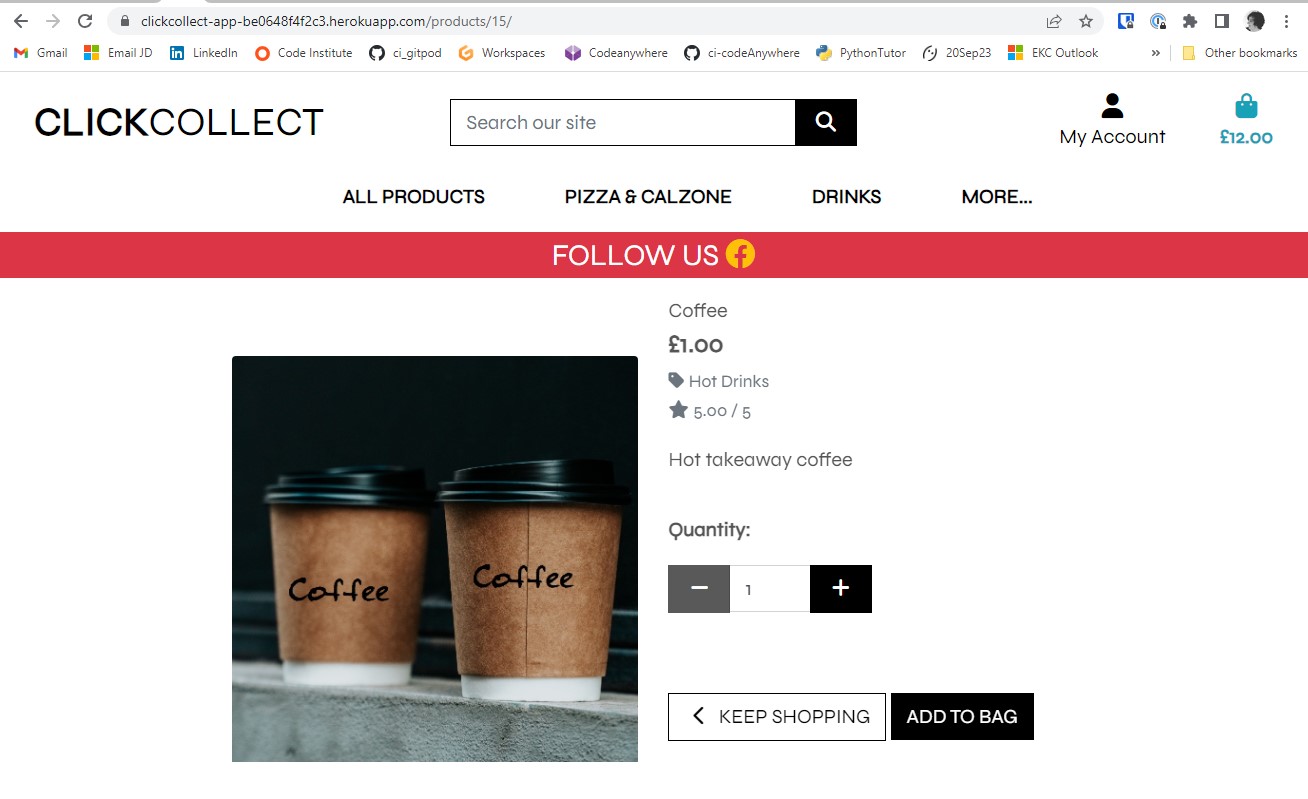 clickcollect-app-be0648f4f2c3.herokuapp.com/products/15/
Gmail Email JD LinkedIn Code Institute ci_gitpod Workspaces Codeanywhere ci-codeAnywhere PythonTutor 20Sep23 EKC Outlook » Other bookmarks
CLICKCOLLECT
Search our site
My Account
£12.00
ALL PRODUCTS PIZZA & CALZONE DRINKS MORE...
FOLLOW US
Coffee
£1.00
Hot Drinks
5.00 / 5
Hot takeaway coffee
Quantity:
1
KEEP SHOPPING ADD TO BAG
Coffee
Coffee